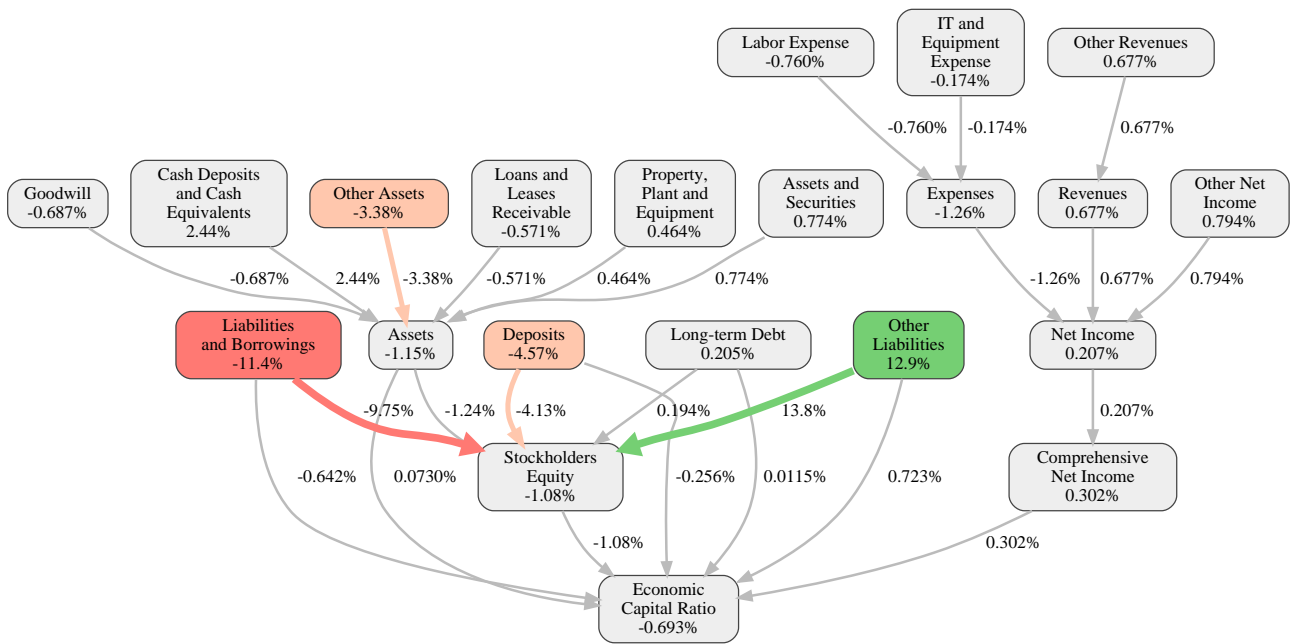 Labor Expense
-0.760%
IT and
Equipment
Expense
-0.174%
Other Revenues
0.677%
-0.760%
-0.174%
0.677%
Goodwill
-0.687%
Cash Deposits
and Cash
Equivalents
2.44%
Other Assets
-3.38%
Loans and
Leases
Receivable
-0.571%
Property,
Plant and
Equipment
0.464%
Assets and
Securities
0.774%
Expenses
-1.26%
Revenues
0.677%
Other Net
Income
0.794%
-0.687%
2.44%
-3.38%
-0.571%
0.464%
0.774%
-1.26%
0.677%
0.794%
Liabilities
and Borrowings
-11.4%
Assets
-1.15%
Deposits
-4.57%
Long-term Debt
0.205%
Other
Liabilities
12.9%
Net Income
0.207%
-9.75%
-1.24%
-4.13%
0.194%
13.8%
0.207%
Stockholders
Equity
-1.08%
Comprehensive
Net Income
0.302%
-0.642%
0.0730%
-0.256%
0.0115%
0.723%
-1.08%
0.302%
Economic
Capital Ratio
-0.693%